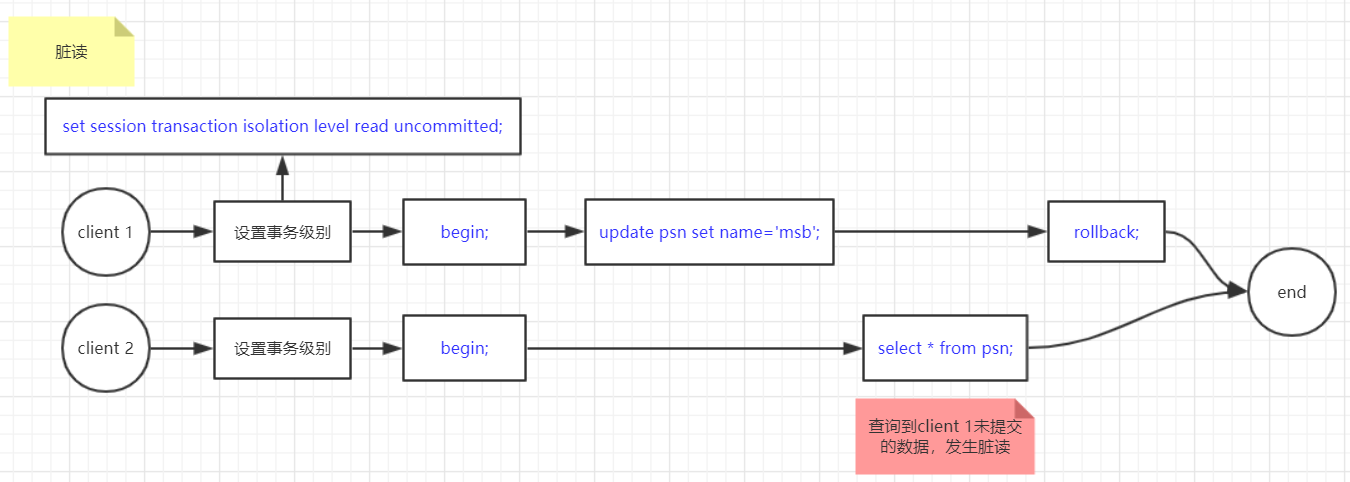 脏读
set session transaction isolation level read uncommitted;
client 1
设置事务级别
begin;
update psn set name='msb';
rollback;
end
client 2
设置事务级别
begin;
select * from psn;
查询到client 1未提交
的数据，发生脏读